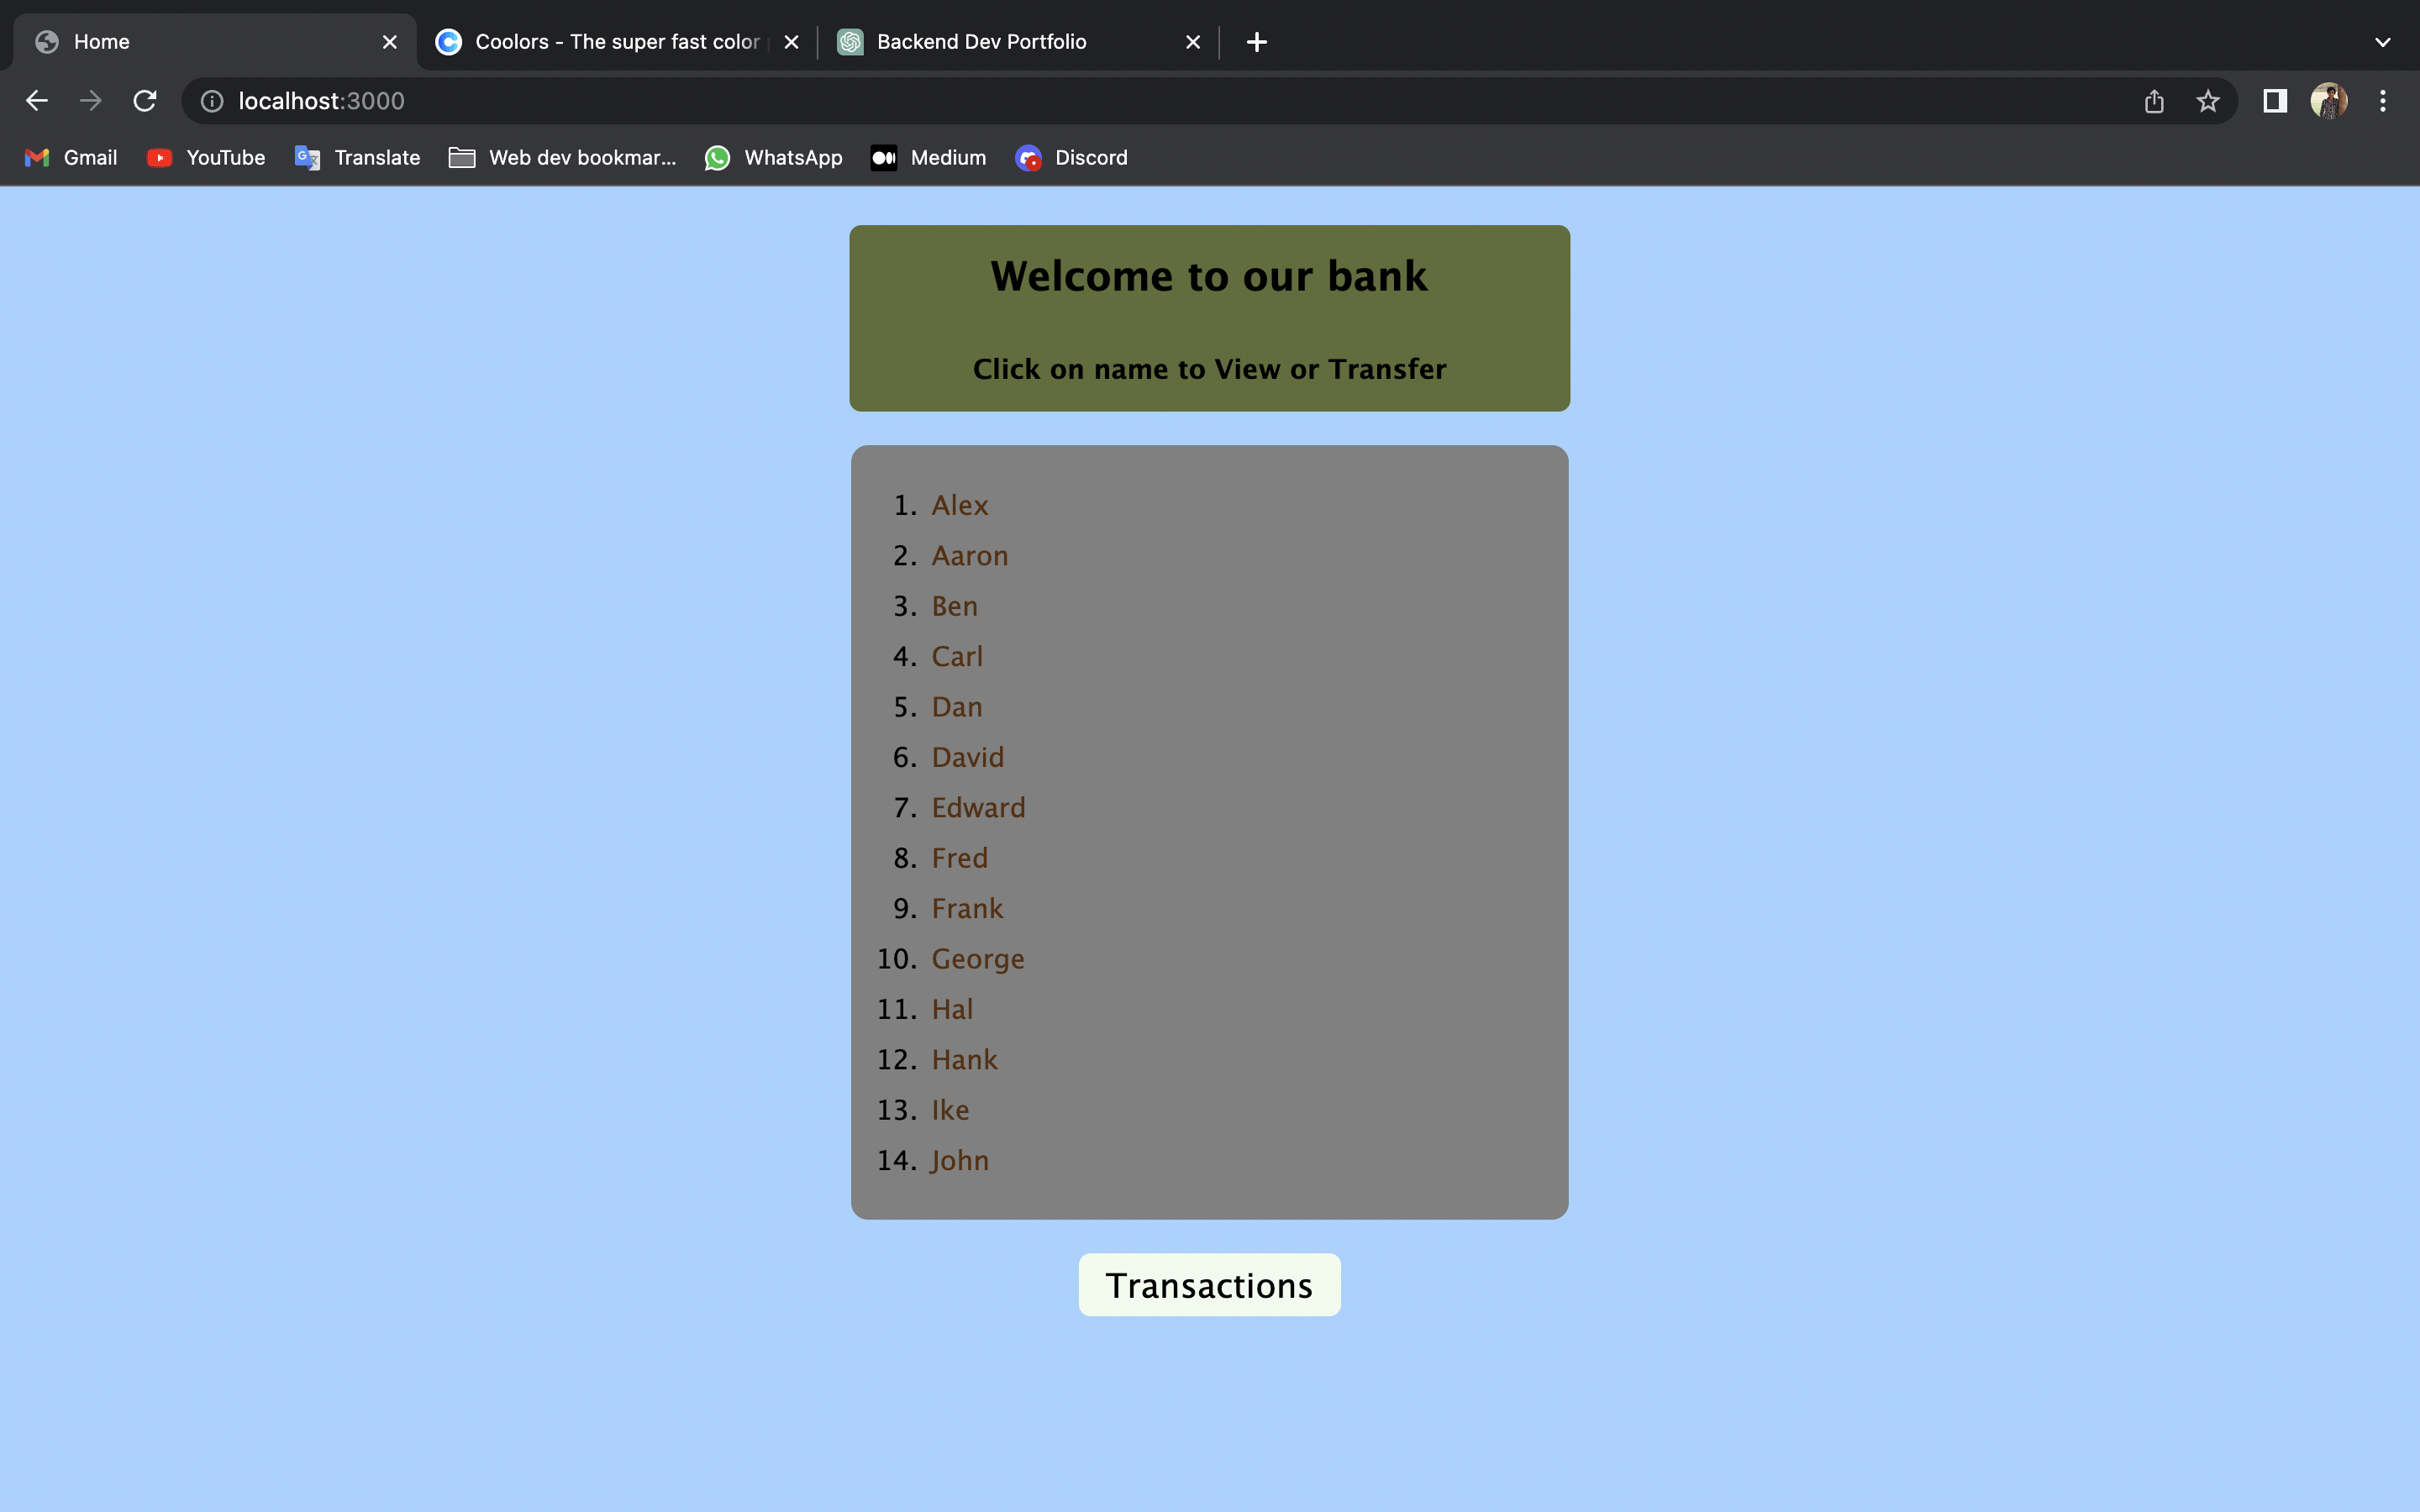 Home
Coolors - The super fast color
Backend Dev Portfolio
localhost:3000
Gmail
YouTube
Translate
Web dev bookmar...
WhatsApp
Medium
Discord
Welcome to our bank
Click on name to View or Transfer
1. Alex
2. Aaron
3. Ben
4. Carl
5. Dan
6. David
7. Edward
8. Fred
9. Frank
10. George
11. Hal
12. Hank
13. Ike
14. John
Transactions